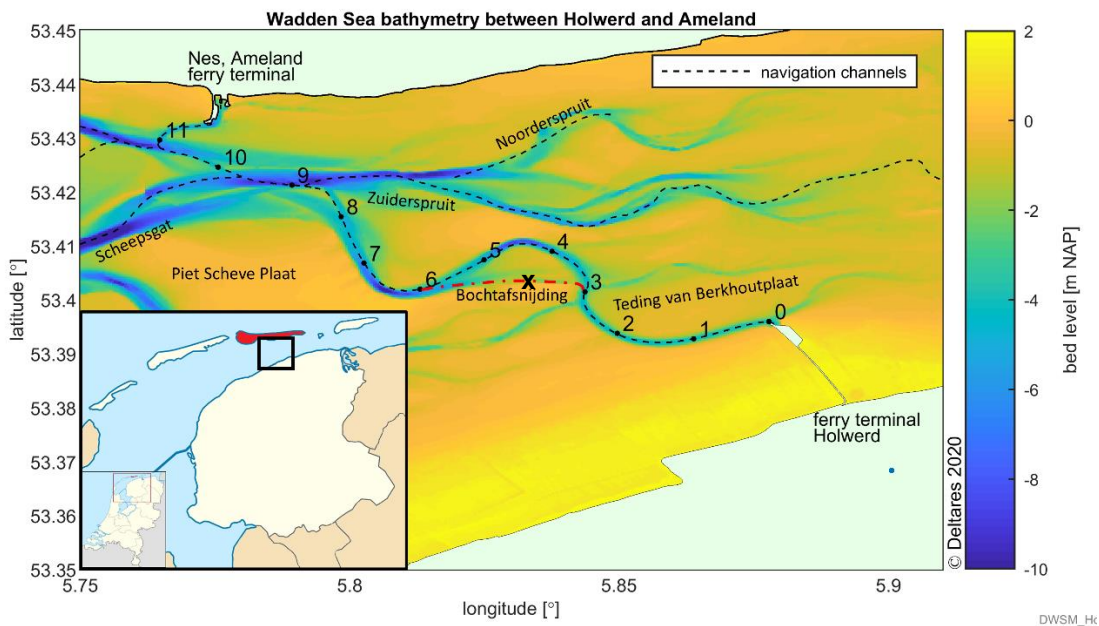 Wadden Sea bathymetry between Holwerd and Ameland
53.45
53.44
53.43
53.42
53.41
53.4
53.39
53.38
53.37
53.36
53.35
latitude [°]
5.75
5.8
5.85
5.9
longitude [°]
Nes, Ameland
ferry terminal
navigation channels
Noorderspruit
11
10
9
8
7
6
5
4
3
2
1
0
Zuiderspruit
Scheepsgat
Piet Scheve Plaat
x
Bochtafsnijding
Teding van Berkhoutplaat
ferry terminal
Holwerd
© Deltares 2020
2
0
-2
-4
-6
-8
-10
bed level [m NAP]
DWSM_Ho